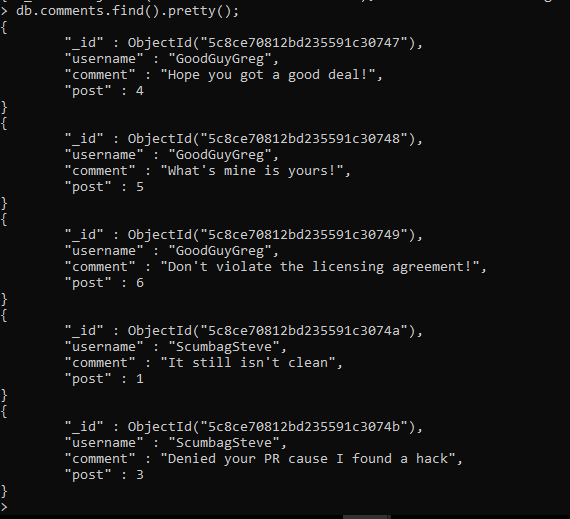 > db.comments.find().pretty();
{
"_id" : ObjectId("5c8ce70812bd235591c30747"),
"username" : "GoodGuyGreg",
"comment" : "Hope you got a good deal!",
"post" : 4
}
{
"_id" : ObjectId("5c8ce70812bd235591c30748"),
"username" : "GoodGuyGreg",
"comment" : "What's mine is yours!",
"post" : 5
}
{
"_id" : ObjectId("5c8ce70812bd235591c30749"),
"username" : "GoodGuyGreg",
"comment" : "Don't violate the licensing agreement!",
"post" : 6
}
{
"_id" : ObjectId("5c8ce70812bd235591c3074a"),
"username" : "ScumbagSteve",
"comment" : "It still isn't clean",
"post" : 1
}
{
"_id" : ObjectId("5c8ce70812bd235591c3074b"),
"username" : "ScumbagSteve",
"comment" : "Denied your PR cause I found a hack",
"post" : 3
}
>